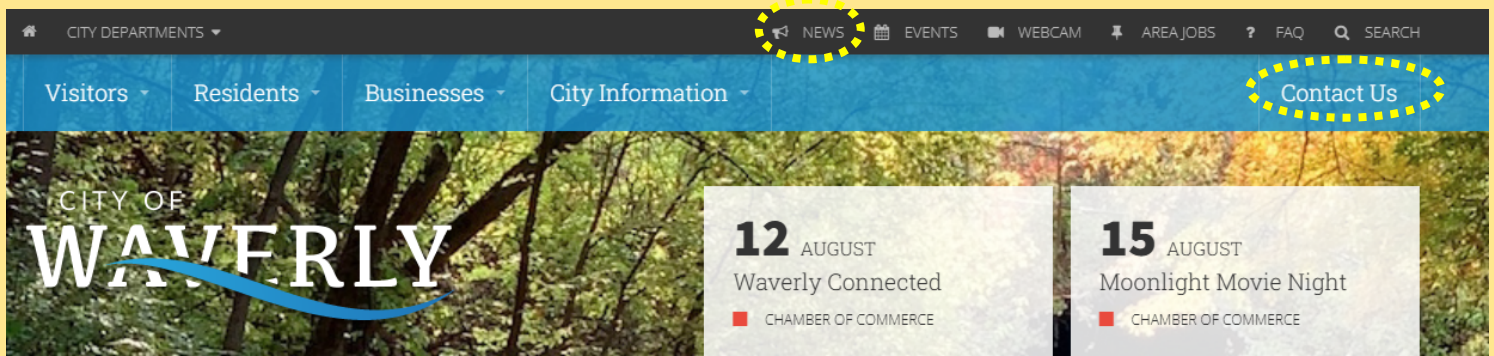 CITY DEPARTMENTS NEWS EVENTS WEBCAM AREA JOBS ? FAQ SEARCH
Visitors Residents Businesses City Information Contact Us
CITY OF
WAVERLY
12 AUGUST
Waverly Connected
CHAMBER OF COMMERCE
15 AUGUST
Moonlight Movie Night
CHAMBER OF COMMERCE